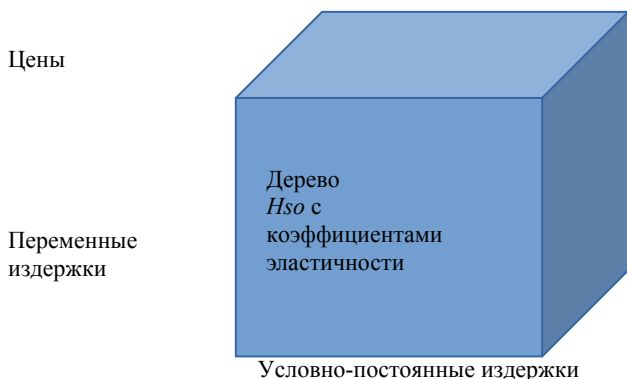 Цены
Дерево
Hso с
коэффициентами
эластичности
Переменные
издержки
Условно-постоянные издержки